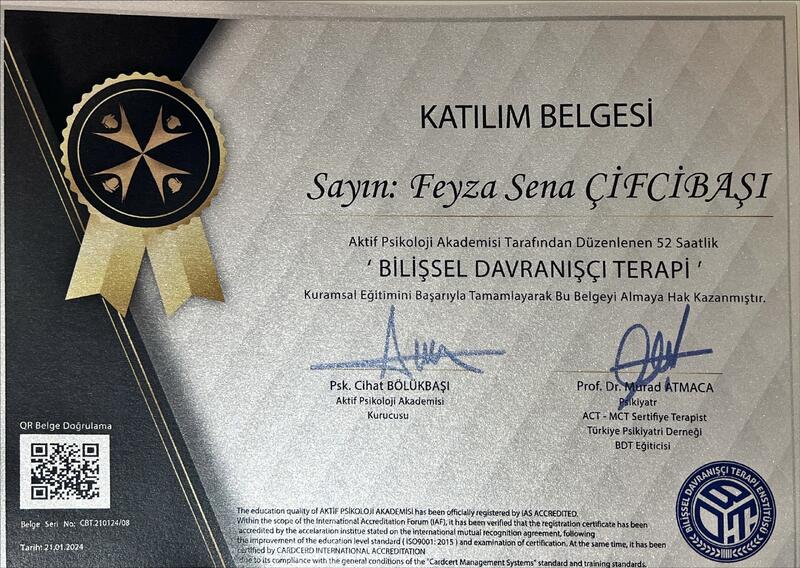 KATILIM BELGESİ
Sayın: Feyza Sena ÇİFCİBAŞI
Aktif Psikoloji Akademisi Tarafından Düzenlenen 52 Saatlik
' BİLİŞSEL DAVRANIŞÇI TERAPİ '
Kuramsal Eğitimini Başarıyla Tamamlayarak Bu Belgeyi Almaya Hak Kazanmıştır.
Psk. Cihat BÖLÜKBAŞI
Aktif Psikoloji Akademisi
Kurucusu
Prof. Dr. Murad ATMACA
Psikiyatr
ACT - MCT Sertifiye Terapist
Türkiye Psikiyatri Derneği
BDT Eğiticisi
QR Belge Doğrulama
Belge Seri No: CBT.210124/08
Tarih: 21.01.2024
The education quality of AKTİF PSİKOLOJİ AKADEMİSİ has been officially registered by IAS ACCREDITED.
Within the scope of the International Accreditation Forum (IAF), it has been verified that the registration certificate has been
accredited by the accelaration institue stated on the international mutual recognition agreement, following
the improvement of the education level standard ( ISO9001: 2015 ) and examination of certification. At the same time, it has been
certified by CARDCERD INTERNATIONAL ACCREDITATION
due to its compliance with the general conditions of the "Cardcert Management Systems" standard and training standards.
BİLİŞSEL DAVRANIŞÇI TERAPİ ENSTİTÜSÜ